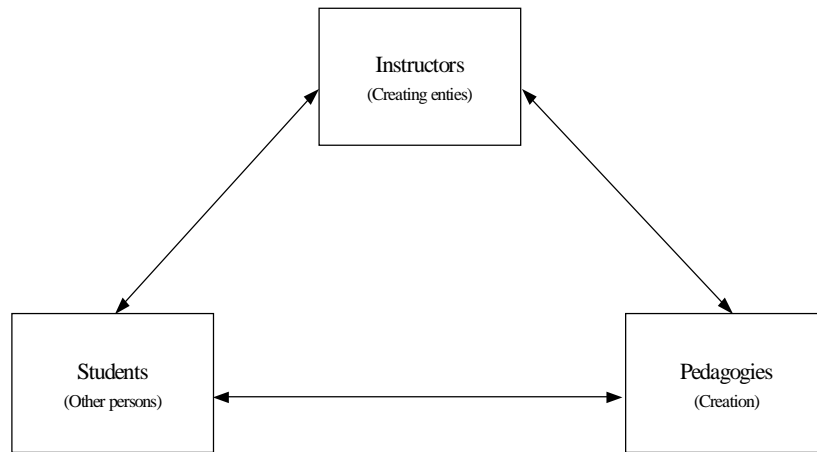 Instructors
(Creating enties)
Students
(Other persons)
Pedagogies
(Creation)